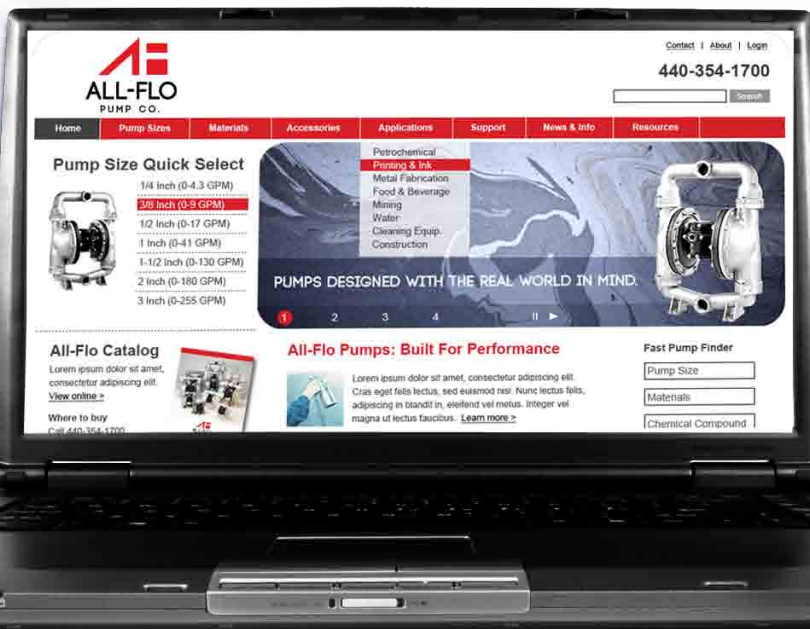 Contact | About | Login
440-354-1700
Search
ALL-FLO
PUMP CO.
Home Pump Sizes Materials Accessories Applications Support News & Info Resources
Pump Size Quick Select
1/4 Inch (0-4.3 GPM)
3/8 Inch (0-9 GPM)
1/2 Inch (0-17 GPM)
1 Inch (0-41 GPM)
1-1/2 Inch (0-130 GPM)
2 Inch (0-180 GPM)
3 Inch (0-255 GPM)
Petrochemical
Printing & Ink
Metal Fabrication
Food & Beverage
Mining
Water
Cleaning Equip.
Construction
PUMPS DESIGNED WITH THE REAL WORLD IN MIND.
1 2 3 4
All-Flo Catalog
Lorem ipsum dolor sit amet,
consectetur adipiscing elit.
View online >
Where to buy
Call 440-354-1700
All-Flo Pumps: Built For Performance
Lorem ipsum dolor sit amet, consectetur adipiscing elit.
Cras eget felis lectus, sed euismod nisl. Nunc lectus felis,
adipiscing in blandit in, eleifend vel metus. Integer vel
magna ut lectus faucibus. Learn more >
Fast Pump Finder
Pump Size
Materials
Chemical Compound